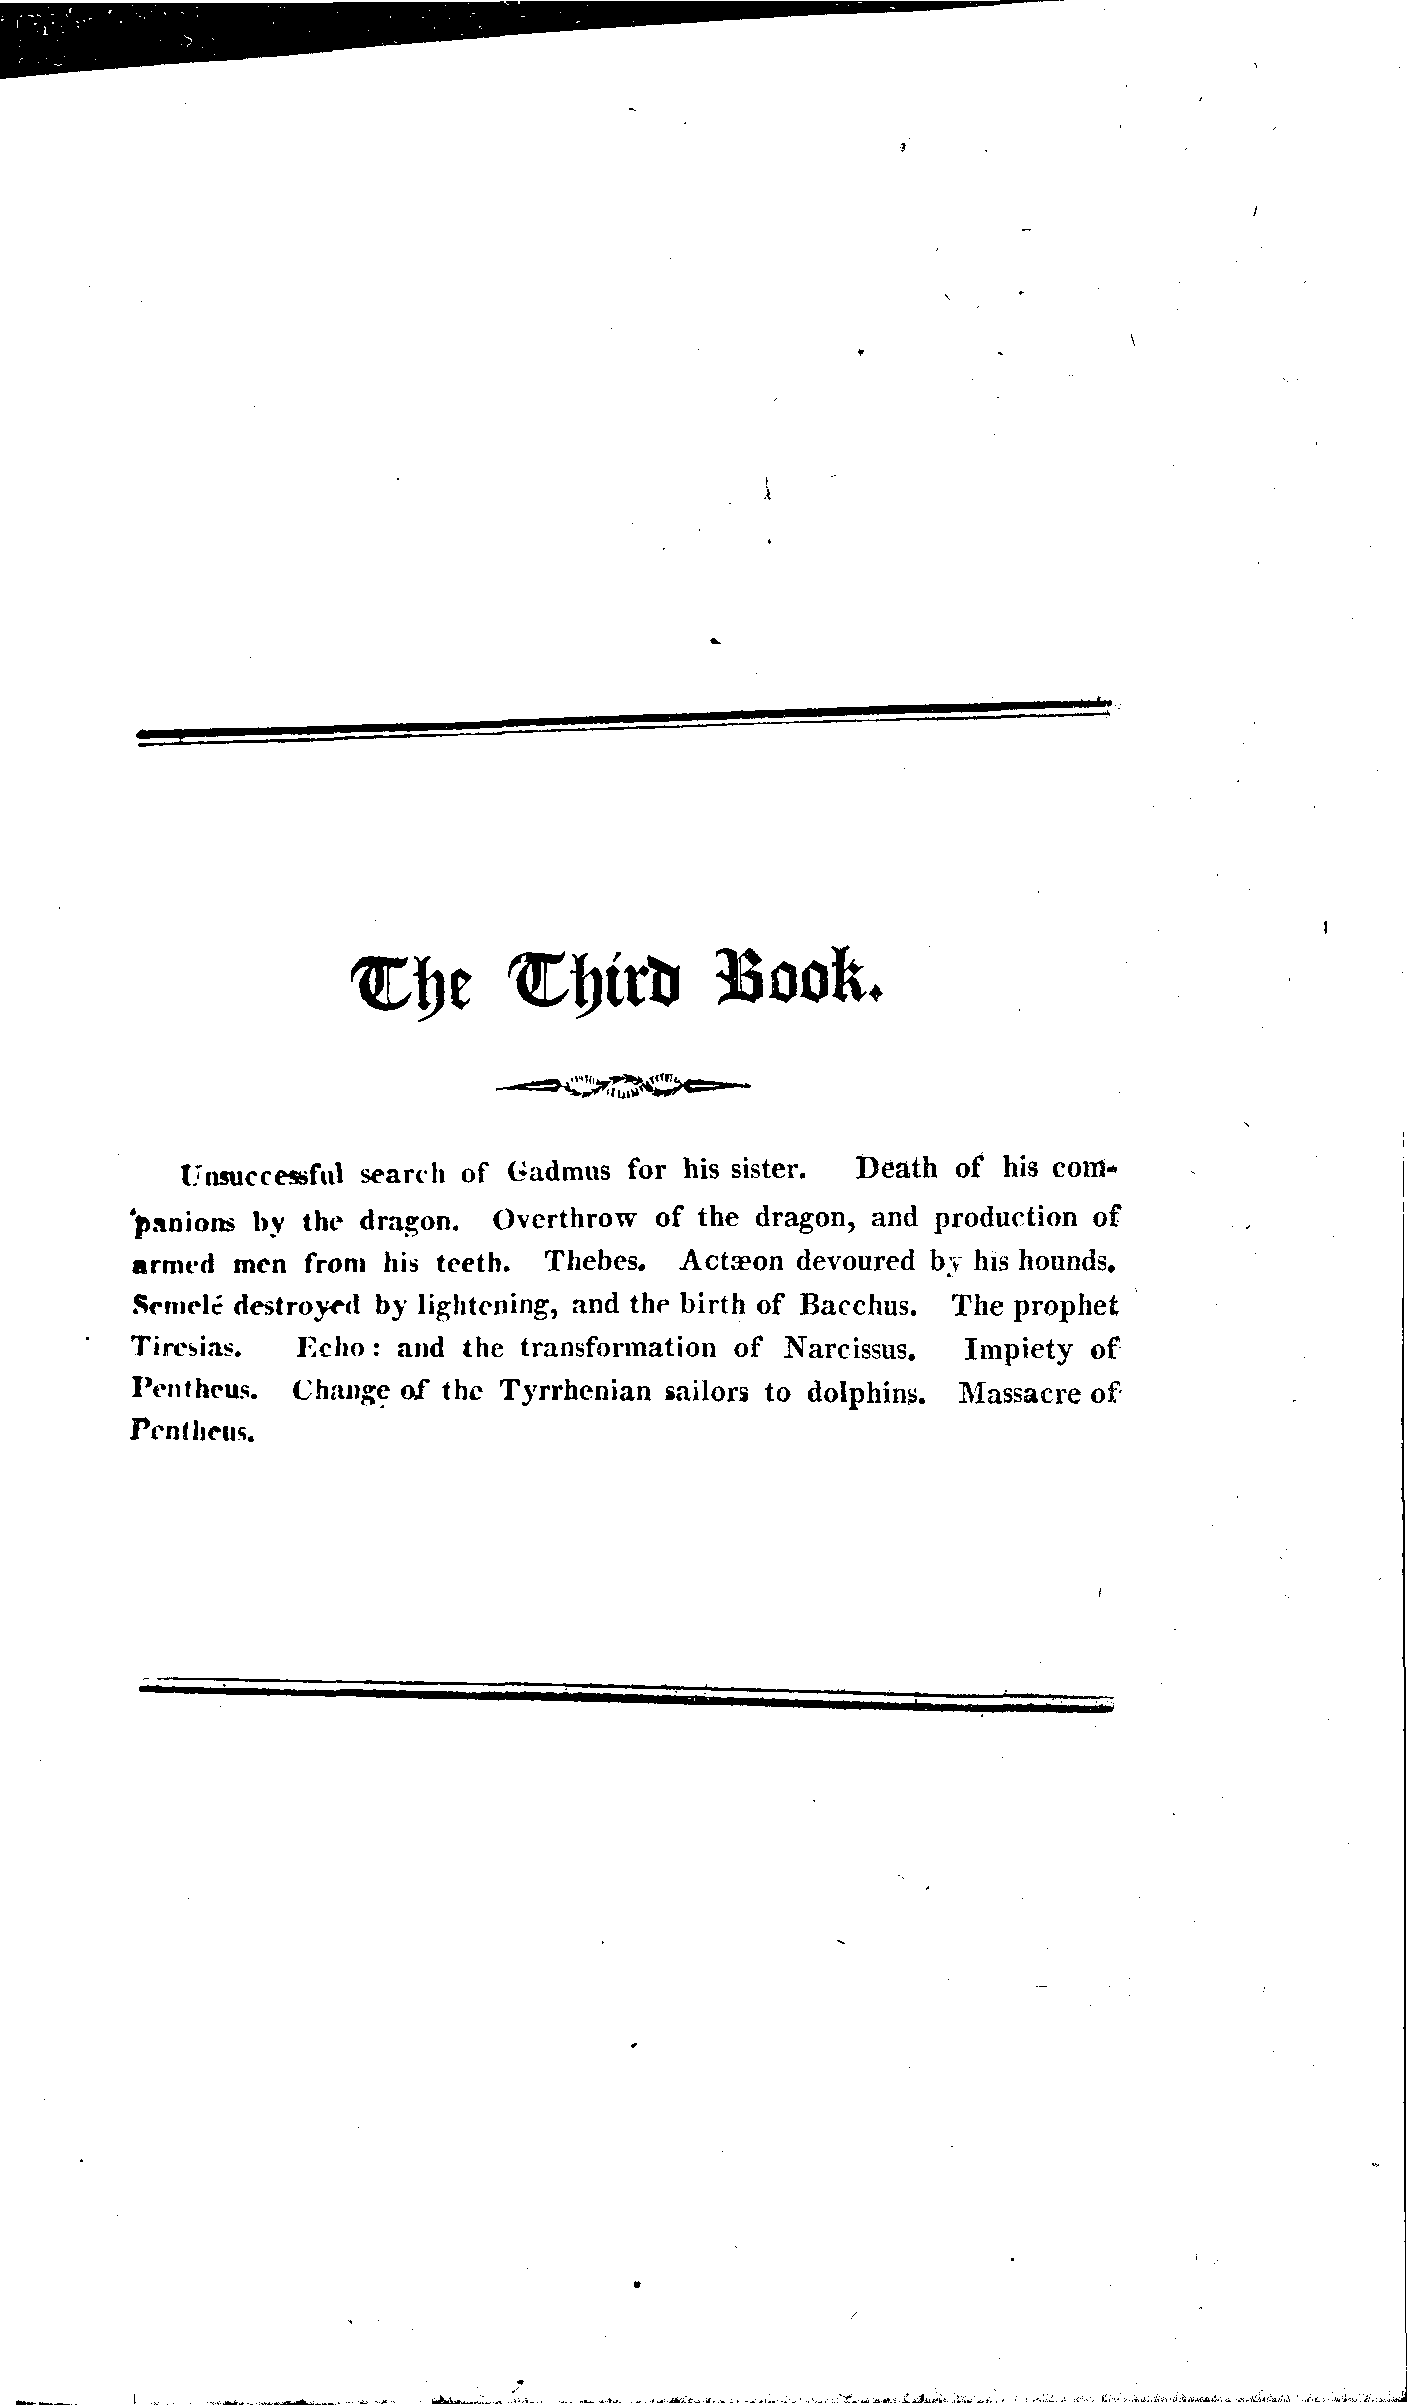 The Third Book.
Unsuccessful search of Cadmus for his sister. Death of his com-
panions by the dragon. Overthrow of the dragon, and production of
armed men from his teeth. Thebes. Actæon devoured by his hounds.
Semelé destroyed by lightening, and the birth of Bacchus. The prophet
Tiresias. Echo: and the transformation of Narcissus. Impiety of
Pentheus. Change of the Tyrrhenian sailors to dolphins. Massacre of
Pentheus.